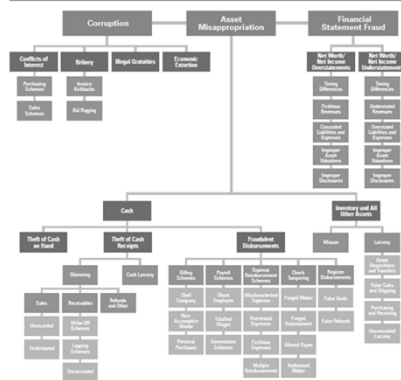 Corruption
Asset
Misappropriation
Financial
Statement Fraud
Conflicts of
Interest
Bribery
Illegal Gratuities
Economic
Extortion
Net Worth/
Net Income
Overstatements
Net Worth/
Net Income
Understatements
Purchasing
Schemes
Sales
Schemes
Invoice
Kickbacks
Bid Rigging
Timing
Differences
Fictitious
Revenues
Concealed
Liabilities and
Expenses
Improper
Asset
Valuations
Improper
Disclosures
Timing
Differences
Understated
Revenues
Overstated
Liabilities and
Expenses
Improper
Asset
Valuations
Improper
Disclosures
Cash
Inventory and All
Other Assets
Theft of Cash
on Hand
Theft of Cash
Receipts
Fraudulent
Disbursements
Misuse
Larceny
Skimming
Cash Larceny
Billing
Schemes
Payroll
Schemes
Expense
Reimbursement
Schemes
Check
Tampering
Register
Disbursements
Asset
Requisitions
and Transfers
False Sales
and Shipping
Purchasing
and Receiving
Unconcealed
Larceny
Sales
Receivables
Refunds
and Other
Unrecorded
Understated
Write-Off
Schemes
Lapping
Schemes
Unconcealed
Shell
Company
Non-
Accomplice
Vendor
Personal
Purchases
Ghost
Employee
Falsified
Wages
Commission
Schemes
Mischaracterized
Expenses
Overstated
Expenses
Fictitious
Expenses
Multiple
Reimbursements
Forged Maker
Forged
Endorsement
Altered Payee
Authorized
Maker
False Voids
False Refunds